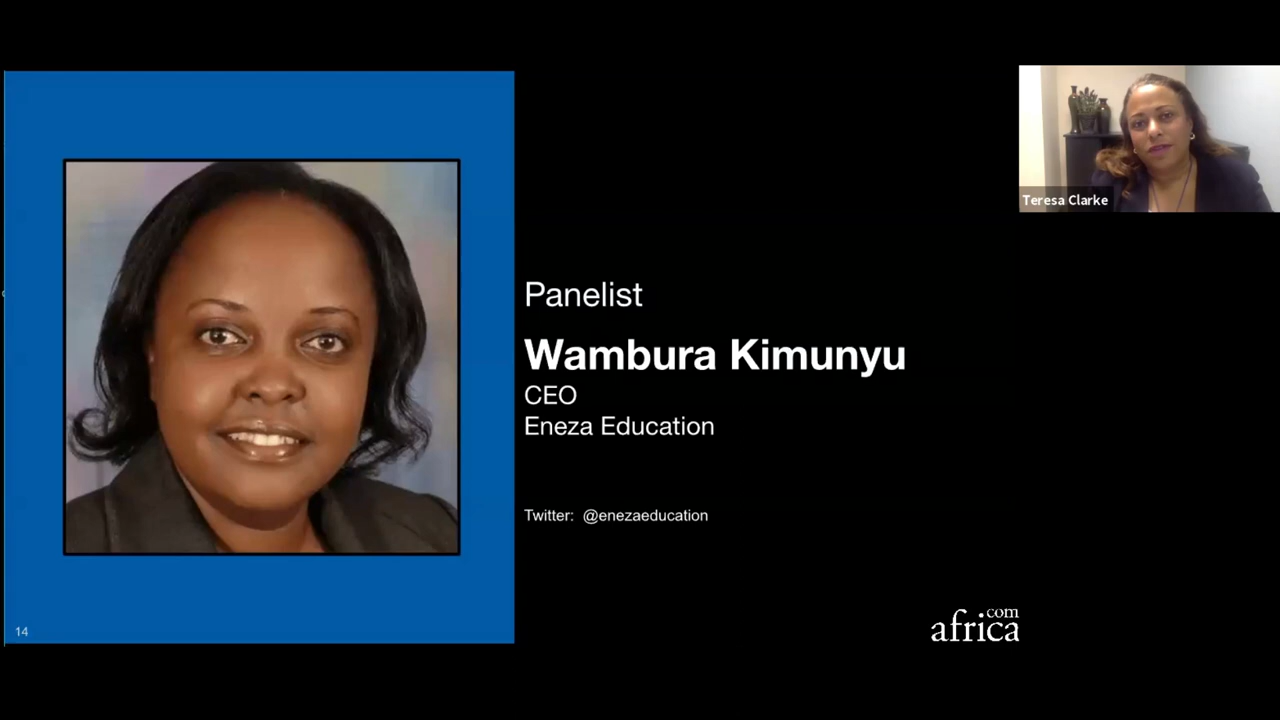 Teresa Clarke
Panelist
Wambura Kimunyu
CEO
Eneza Education
Twitter: @enezaeducation
14
com
africa